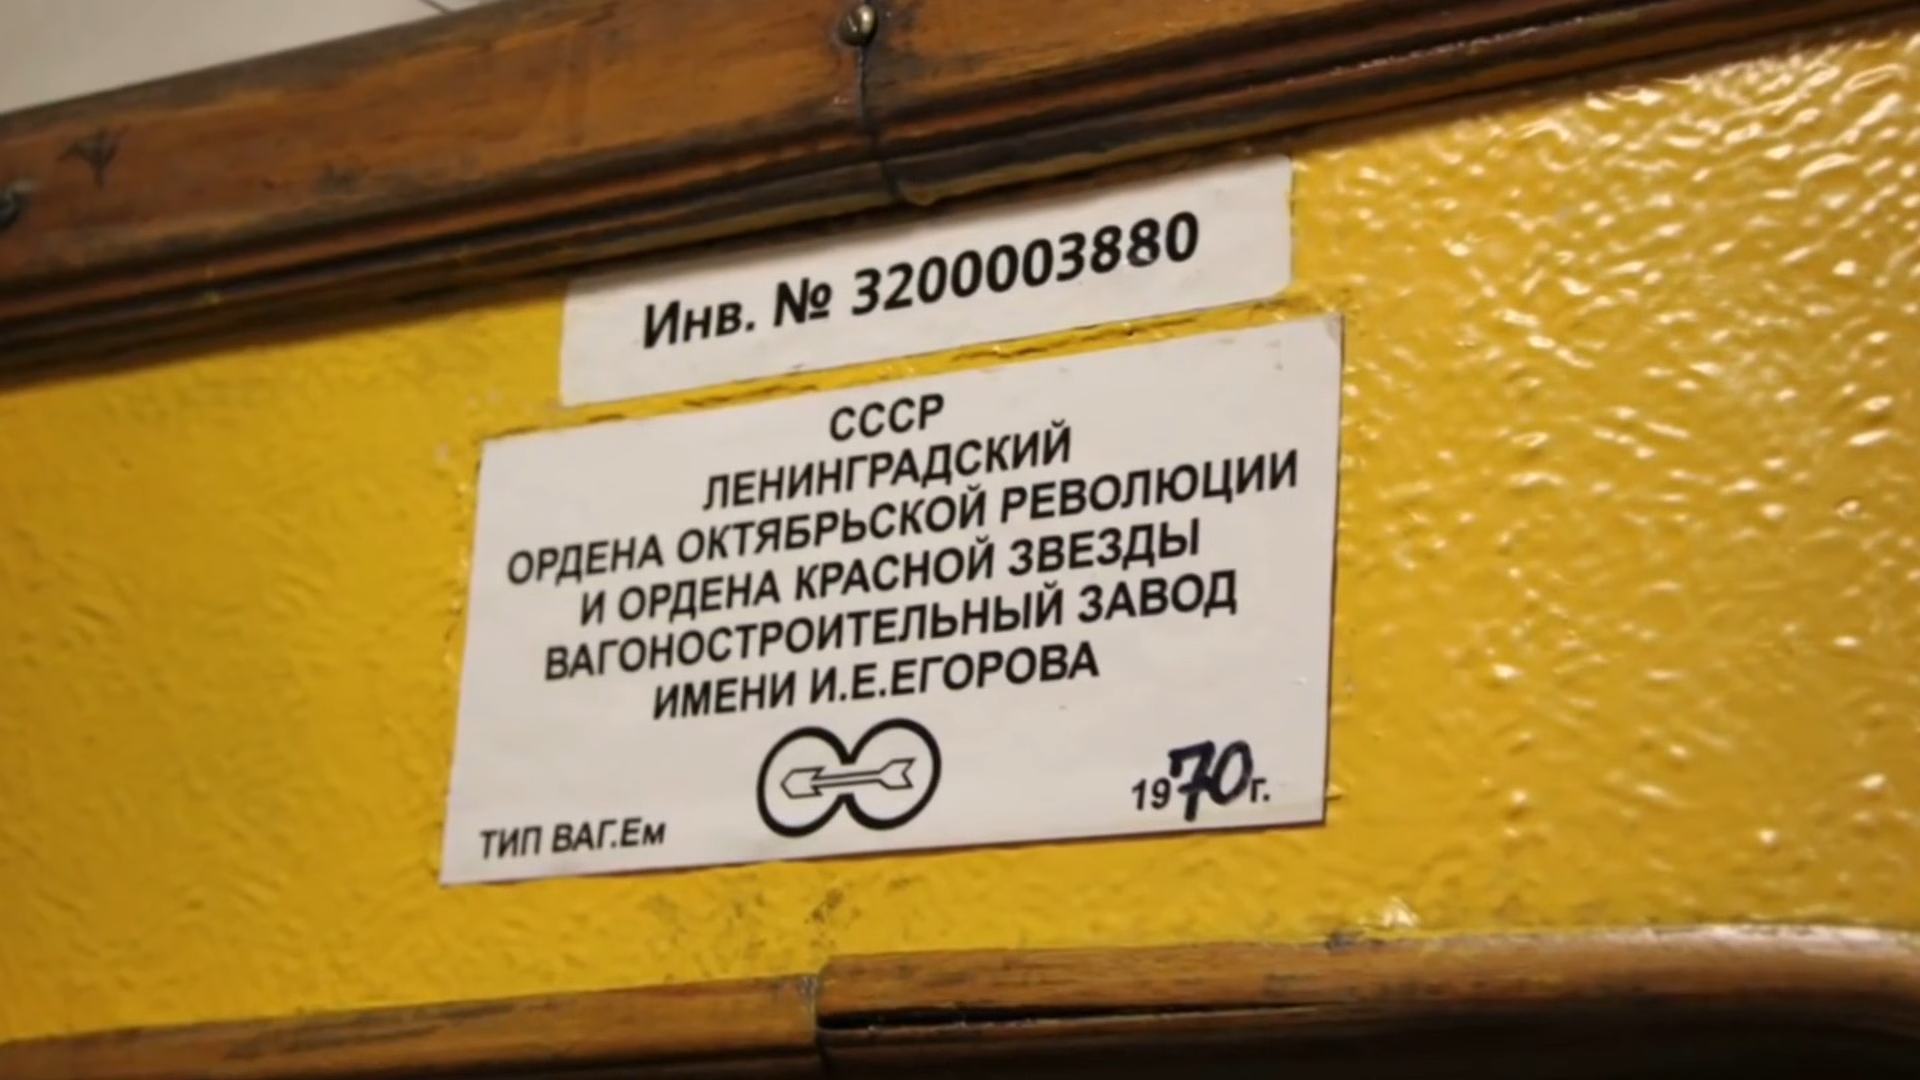 Инв. № 3200003880
СССР
ЛЕНИНГРАДСКИЙ
ОРДЕНА ОКТЯБРЬСКОЙ РЕВОЛЮЦИИ
И ОРДЕНА КРАСНОЙ ЗВЕЗДЫ
ВАГОНОСТРОИТЕЛЬНЫЙ ЗАВОД
ИМЕНИ И.Е.ЕГОРОВА
ТИП ВАГ.Ем 1970г.